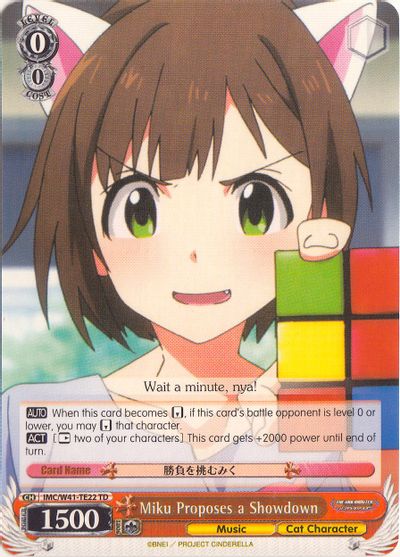 LEVEL
0
0
COST
Wait a minute, nya!
AUTO When this card becomes [▼], if this card's battle opponent is level 0 or
lower, you may [▼] that character.
ACT [[➡] two of your characters] This card gets +2000 power until end of
turn.
Card Name 勝負を挑むみく
CH IMC/W41-TE22 TD
1500
Miku Proposes a Showdown
Music Cat Character
©BNEI / PROJECT CINDERELLA